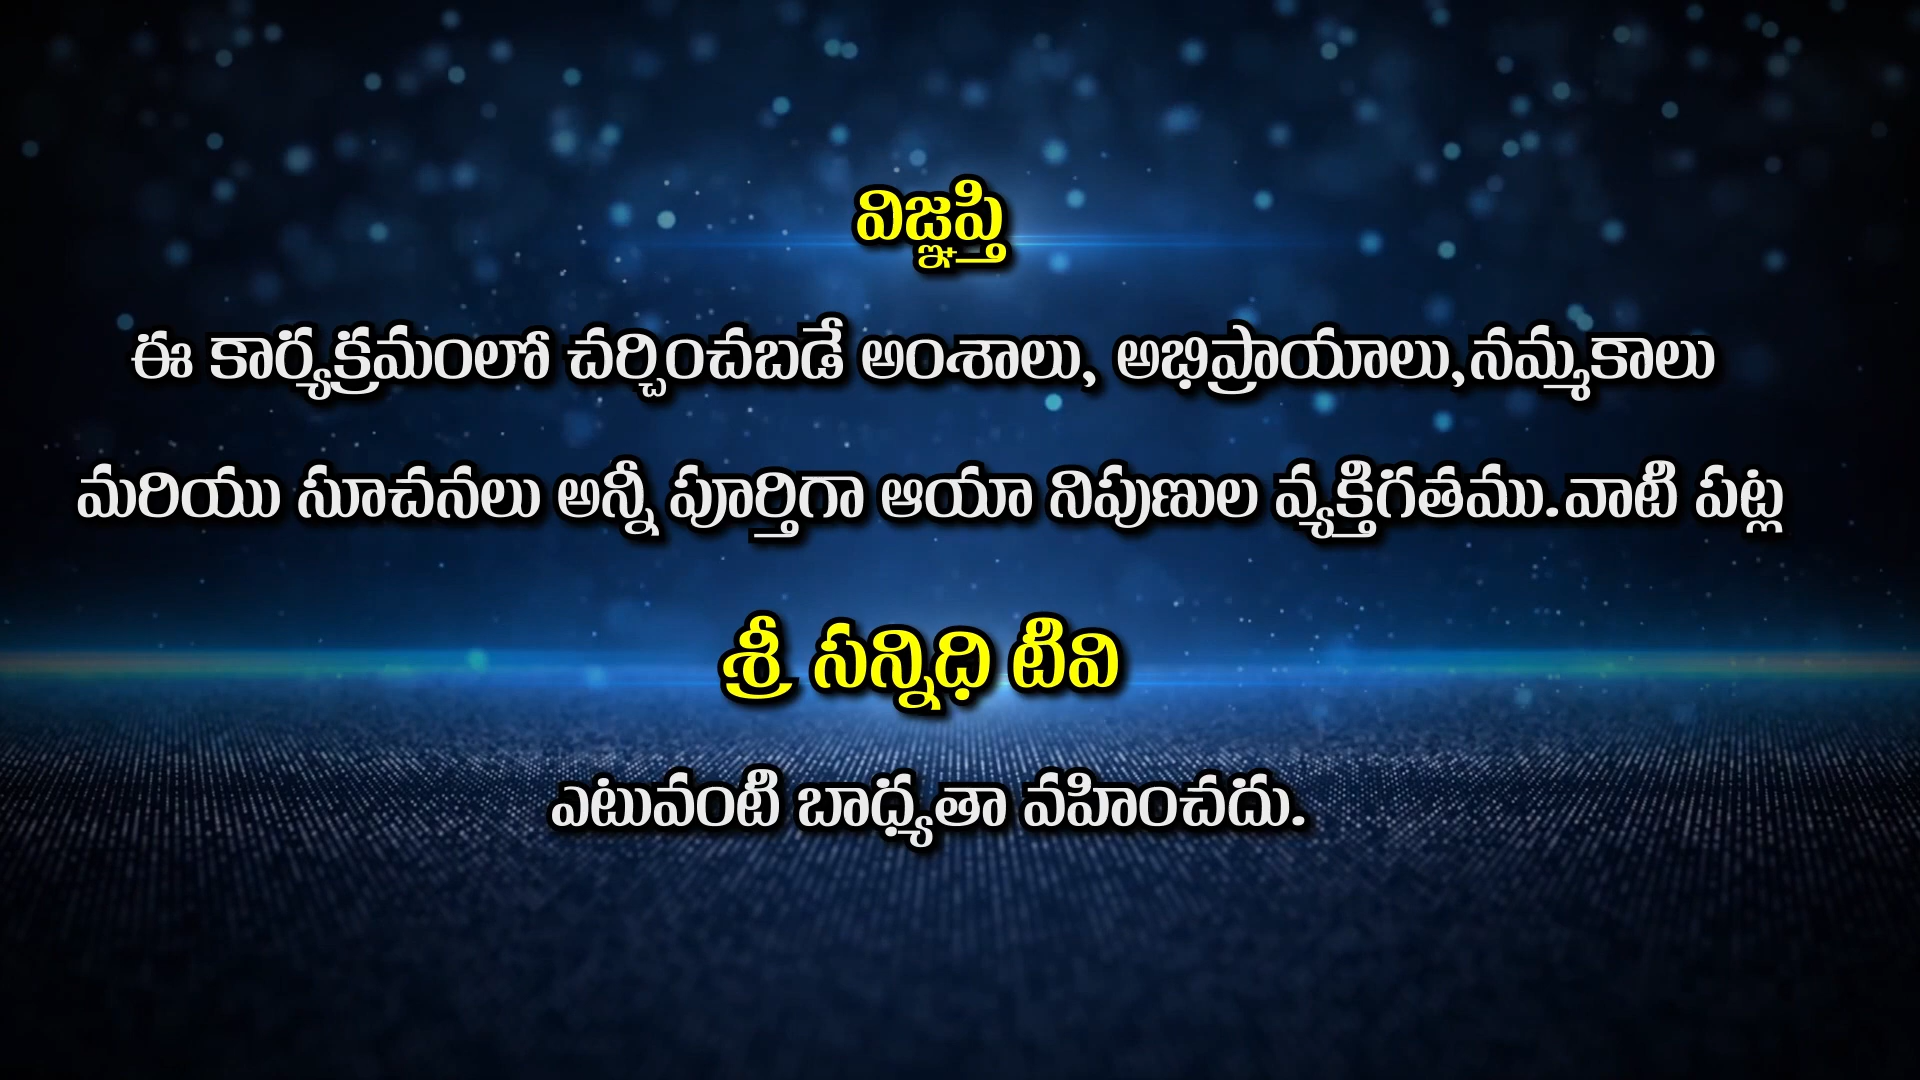 విజ్ఞప్తి
ఈ కార్యక్రమంలో చర్చించబడే అంశాలు, అభిప్రాయాలు,నమ్మకాలు
మరియు సూచనలు అన్నీ పూర్తిగా ఆయా నిపుణుల వ్యక్తిగతము.వాటి పట్ల
శ్రీ సన్నిధి టీవి
ఎటువంటి బాధ్యతా వహించదు.